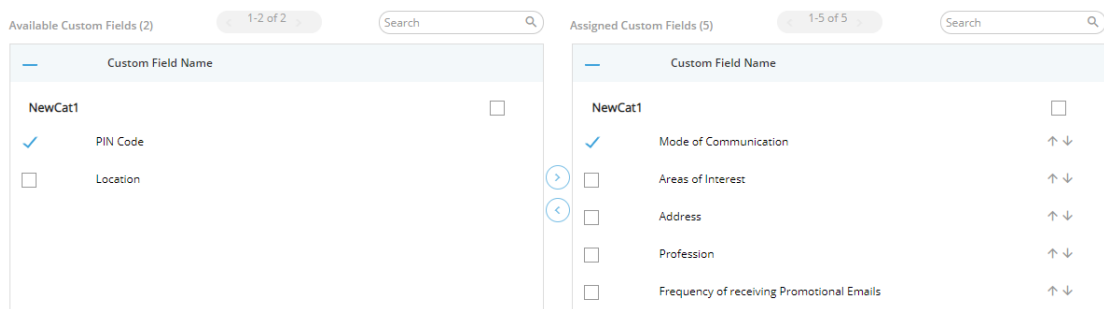 Available Custom Fields (2)
1-2 of 2
Search
Custom Field Name
NewCat1
PIN Code
Location
Assigned Custom Fields (5)
1-5 of 5
Search
Custom Field Name
NewCat1
Mode of Communication
Areas of Interest
Address
Profession
Frequency of receiving Promotional Emails